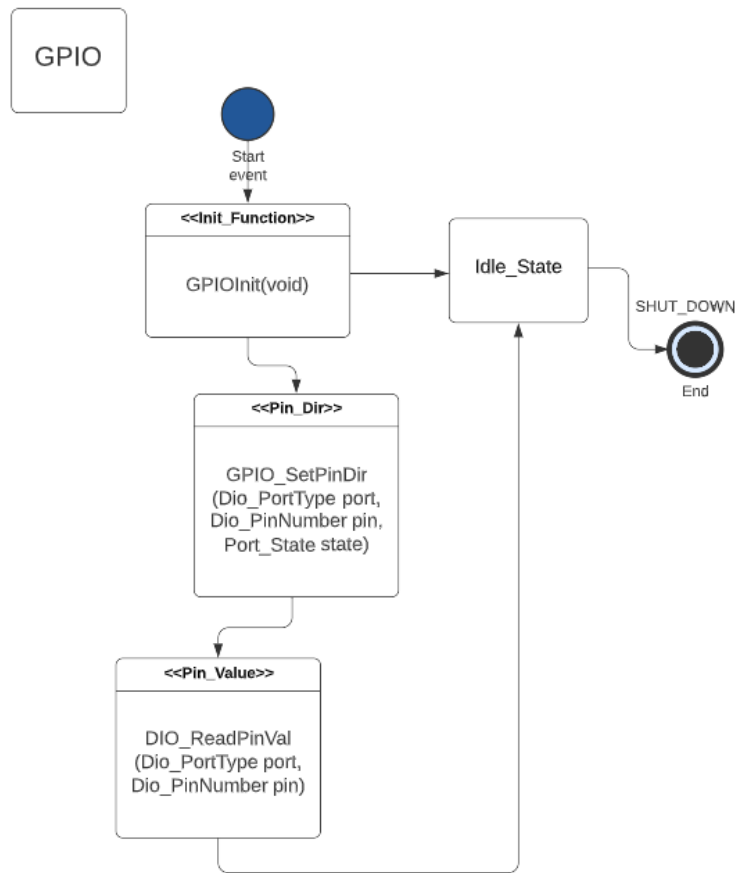 GPIO
Start
event
<<Init_Function>>
GPIOInit(void)
Idle_State
SHUT_DOWN
End
<<Pin_Dir>>
GPIO_SetPinDir
(Dio_PortType port,
Dio_PinNumber pin,
Port_State state)
<<Pin_Value>>
DIO_ReadPinVal
(Dio_PortType port,
Dio_PinNumber pin)